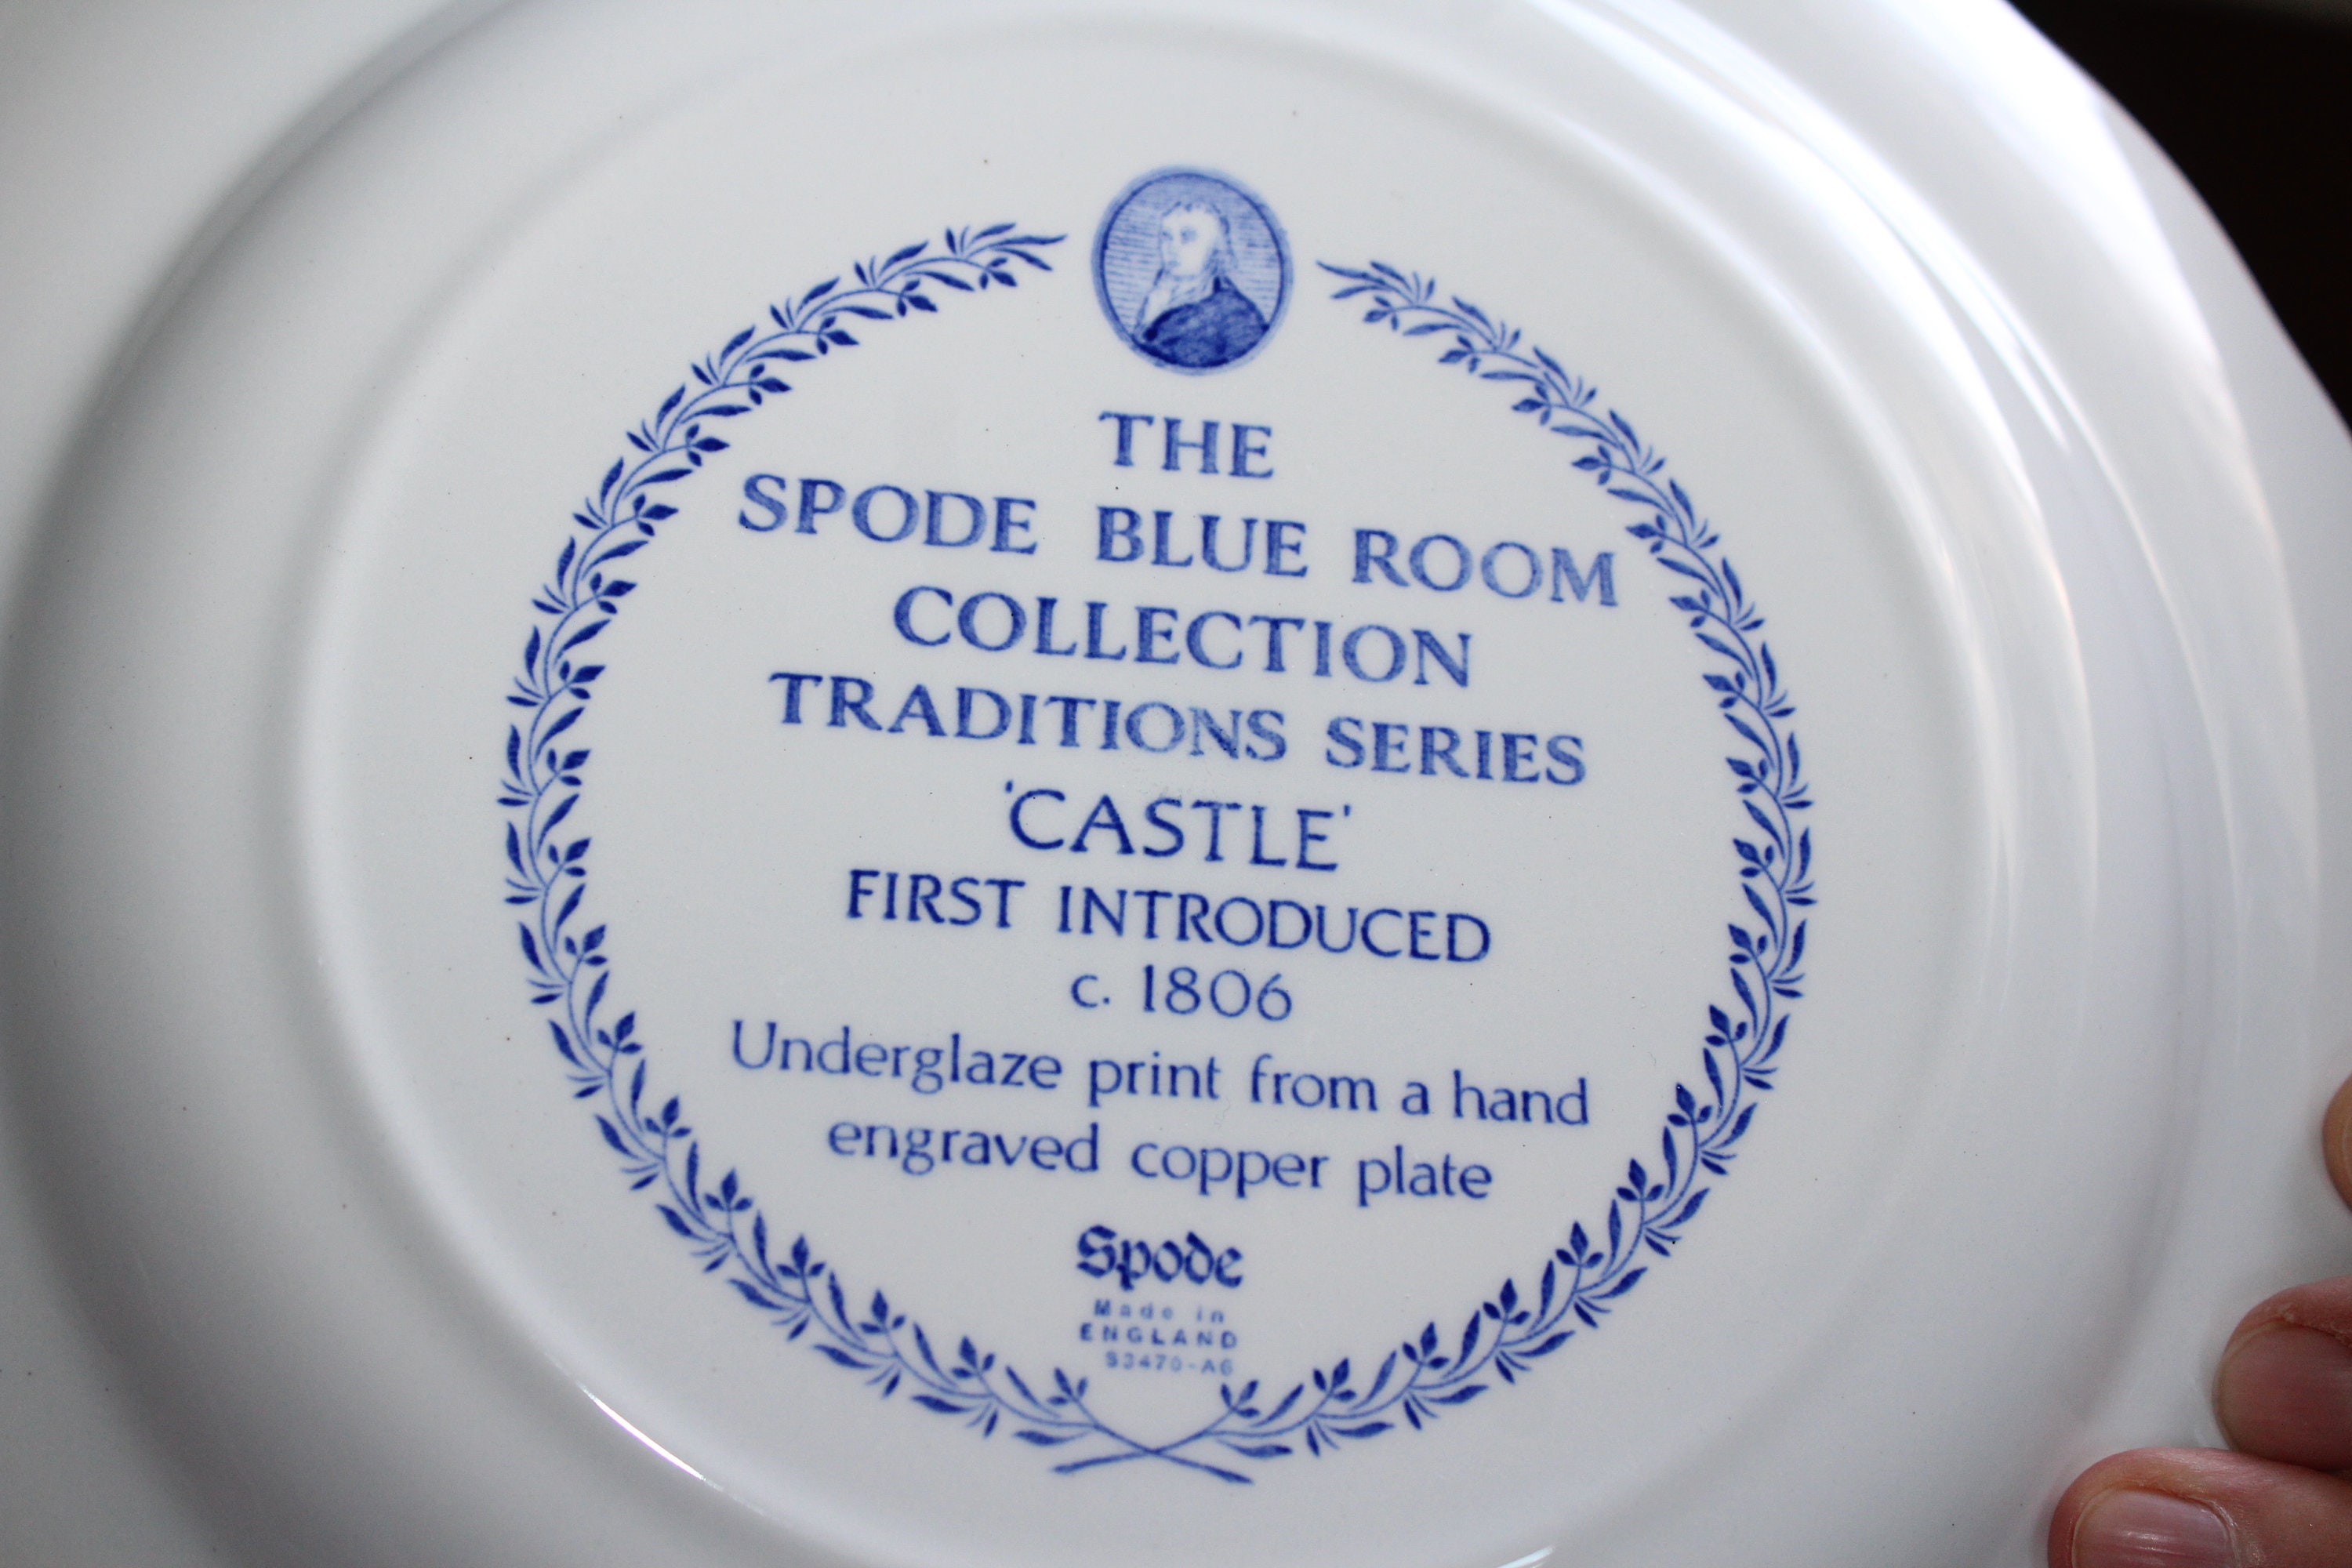 THE
SPODE BLUE ROOM
COLLECTION
TRADITIONS SERIES
'CASTLE'
FIRST INTRODUCED
c. 1806
Underglaze print from a hand
engraved copper plate
Spode
Made in
ENGLAND
S3470-A6